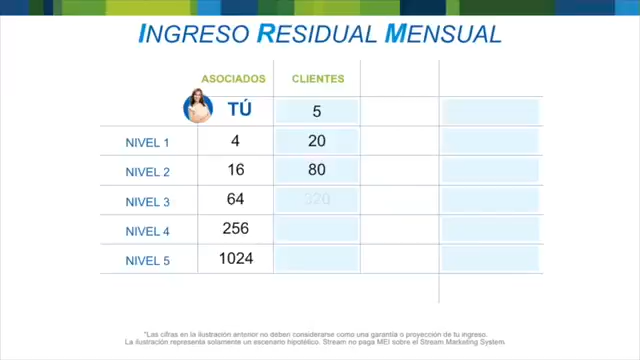 INGRESO RESIDUAL MENSUAL
ASOCIADOS CLIENTES
TÚ 5
NIVEL 1 4 20
NIVEL 2 16 80
NIVEL 3 64 320
NIVEL 4 256
NIVEL 5 1024
*Las cifras en la ilustración anterior no deben considerarse como una garantía o proyección de tu ingreso.
La ilustración representa solamente un escenario hipotético. Stream no paga MEI sobre el Stream Marketing System.